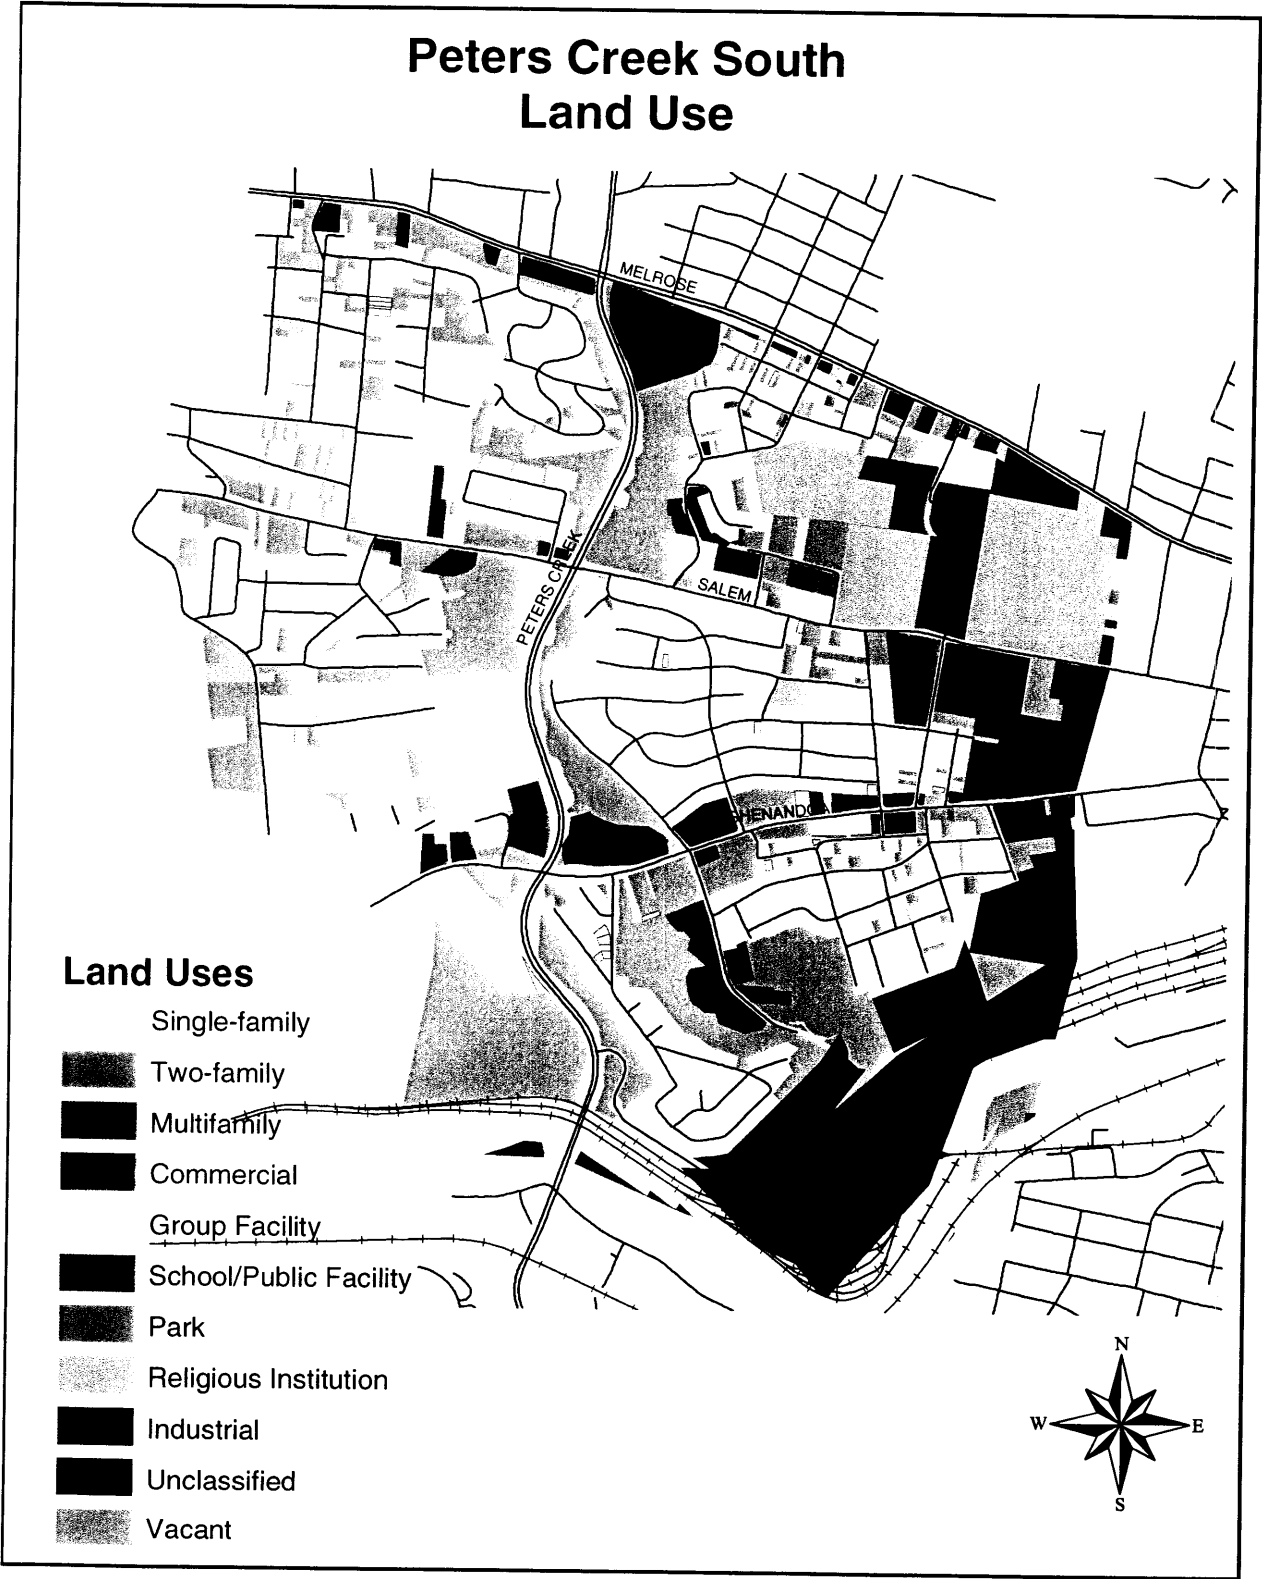 Peters Creek South
Land Use
MELROSE
PETERS CREEK
SALEM
SHENANDOA
Land Uses
Single-family
Two-family
Multifamily
Commercial
Group Facility
School/Public Facility
Park
Religious Institution
Industrial
Unclassified
Vacant
N
W
E
S